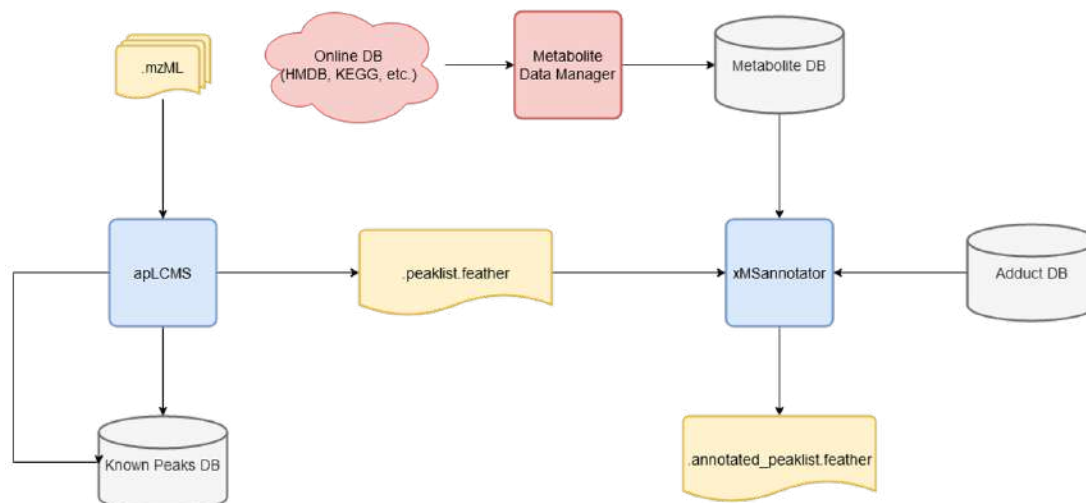 .mzML
Online DB
(HMDB, KEGG, etc.)
Metabolite
Data Manager
Metabolite DB
apLCMS
.peaklist.feather
xMSannotator
Adduct DB
Known Peaks DB
.annotated_peaklist.feather